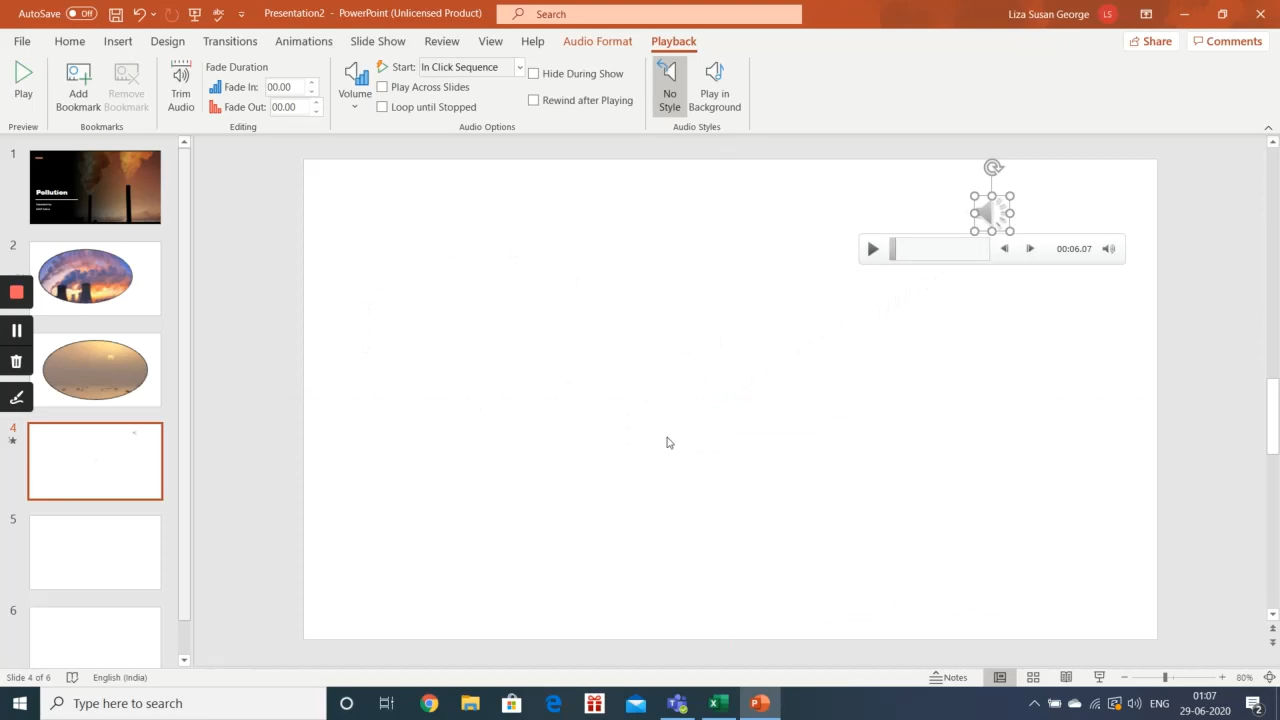 AutoSave Off Presentation2 - PowerPoint (Unlicensed Product) Search Liza Susan George LS
File Home Insert Design Transitions Animations Slide Show Review View Help Audio Format Playback Share Comments
Play
Add Bookmark
Remove Bookmark
Trim Audio
Fade Duration
Fade In: 00.00
Fade Out: 00.00
Volume
Start: In Click Sequence
Play Across Slides
Loop until Stopped
Hide During Show
Rewind after Playing
No Style
Play in Background
Preview Bookmarks Editing Audio Options Audio Styles
1
Pollution
2
4
5
6
00:06.07
Slide 4 of 6 English (India) Notes 80%
Type here to search ENG 01:07
29-06-2020 2